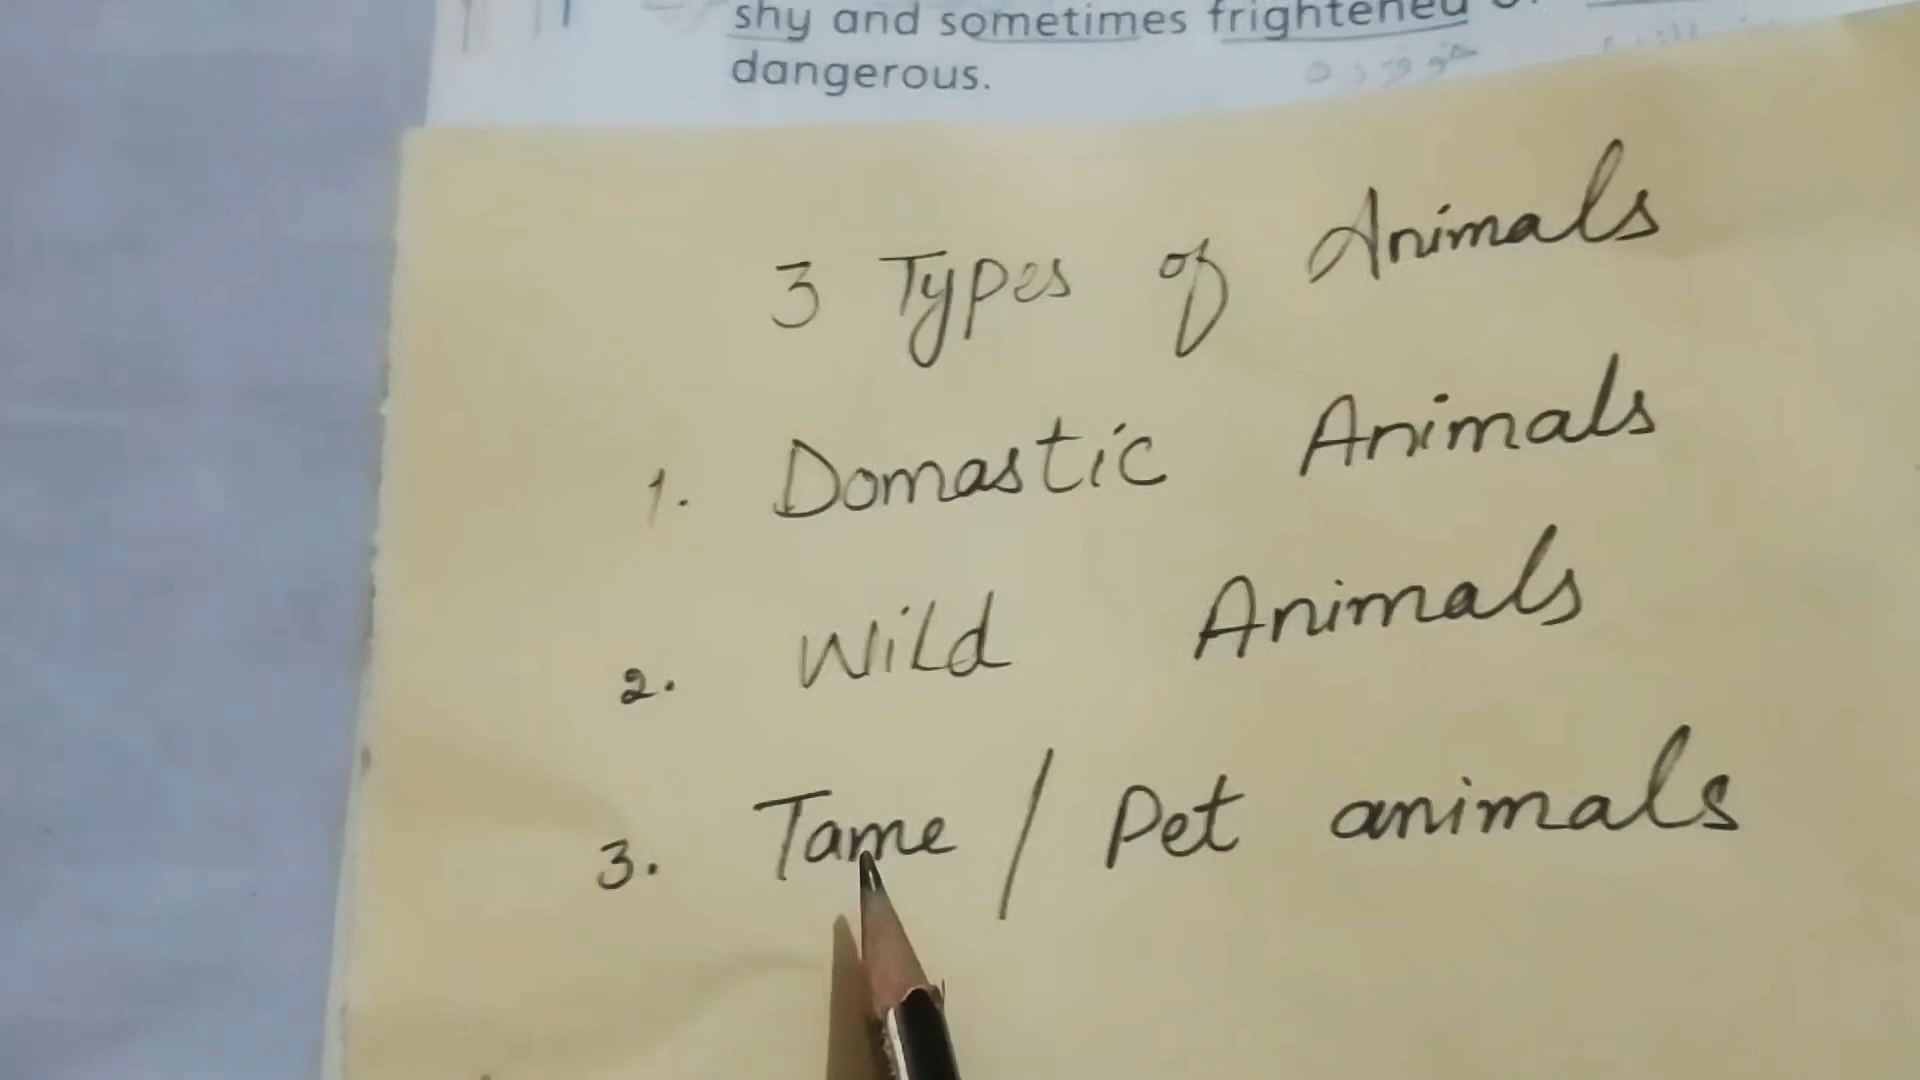 shy and sometimes frightened
dangerous.
3 Types of Animals
1. Domastic Animals
2. Wild Animals
3. Tame / Pet animals